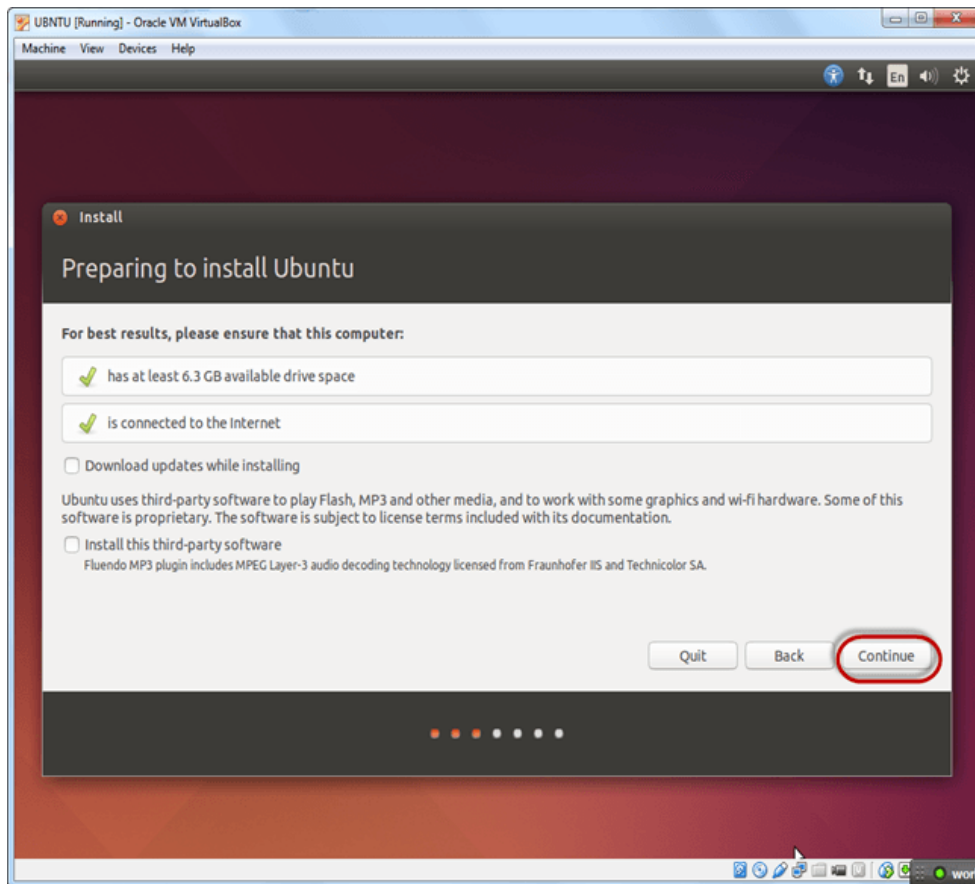 UBNTU [Running] - Oracle VM VirtualBox
Machine View Devices Help
En
Install
Preparing to install Ubuntu
For best results, please ensure that this computer:
has at least 6.3 GB available drive space
is connected to the Internet
Download updates while installing
Ubuntu uses third-party software to play Flash, MP3 and other media, and to work with some graphics and wi-fi hardware. Some of this
software is proprietary. The software is subject to license terms included with its documentation.
Install this third-party software
Fluendo MP3 plugin includes MPEG Layer-3 audio decoding technology licensed from Fraunhofer IIS and Technicolor SA.
Quit Back Continue